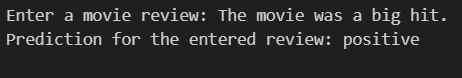 Enter a movie review: The movie was a big hit.
Prediction for the entered review: positive